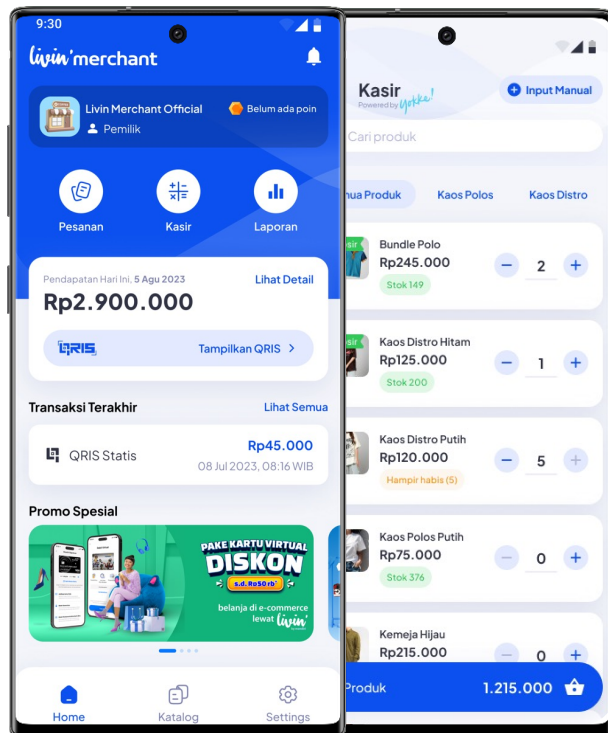 9:30
livin'merchant
Livin Merchant Official
Belum ada poin
Pemilik
Pesanan
Kasir
Laporan
Pendapatan Hari Ini, 5 Agu 2023
Lihat Detail
Rp2.900.000
QRIS
Tampilkan QRIS >
Transaksi Terakhir
Lihat Semua
QRIS Statis
Rp45.000
08 Jul 2023, 08:16 WIB
Promo Spesial
PAKE KARTU VIRTUAL
DISKON
s.d. Rp50 rb*
belanja di e-commerce
lewat livin'
Home
Katalog
Settings
Kasir
Powered by yokke!
Input Manual
Cari produk
nua Produk
Kaos Polos
Kaos Distro
Bundle Polo
Rp245.000
Stok 149
− 2 +
Kaos Distro Hitam
Rp125.000
Stok 200
− 1 +
Kaos Distro Putih
Rp120.000
Hampir habis (5)
− 5 +
Kaos Polos Putih
Rp75.000
Stok 376
− 0 +
Kemeja Hijau
Rp215.000
− 0 +
Produk
1.215.000